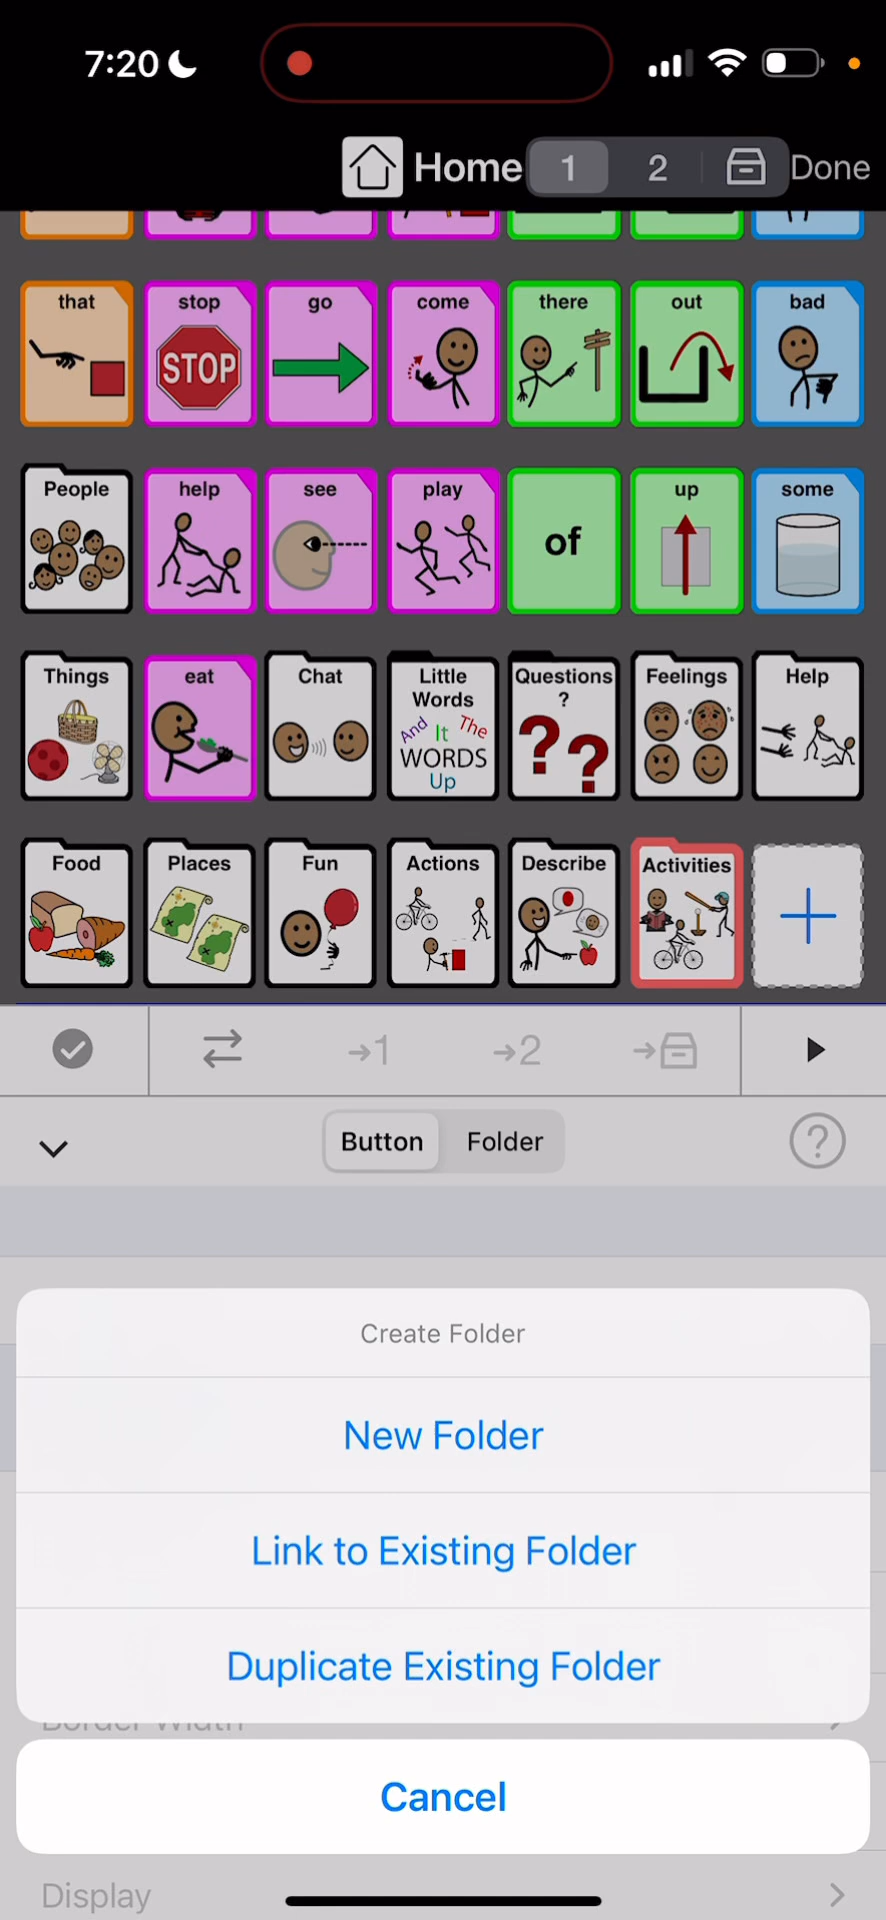 7:20
Home 1 2 Done
that stop go come there out bad
STOP
People help see play of up some
Things eat Chat Little Words Questions ? Feelings Help
And It The
WORDS
Up
? ?
Food Places Fun Actions Describe Activities
→1 →2
Button Folder ?
Create Folder
New Folder
Link to Existing Folder
Duplicate Existing Folder
Border Width
Cancel
Display